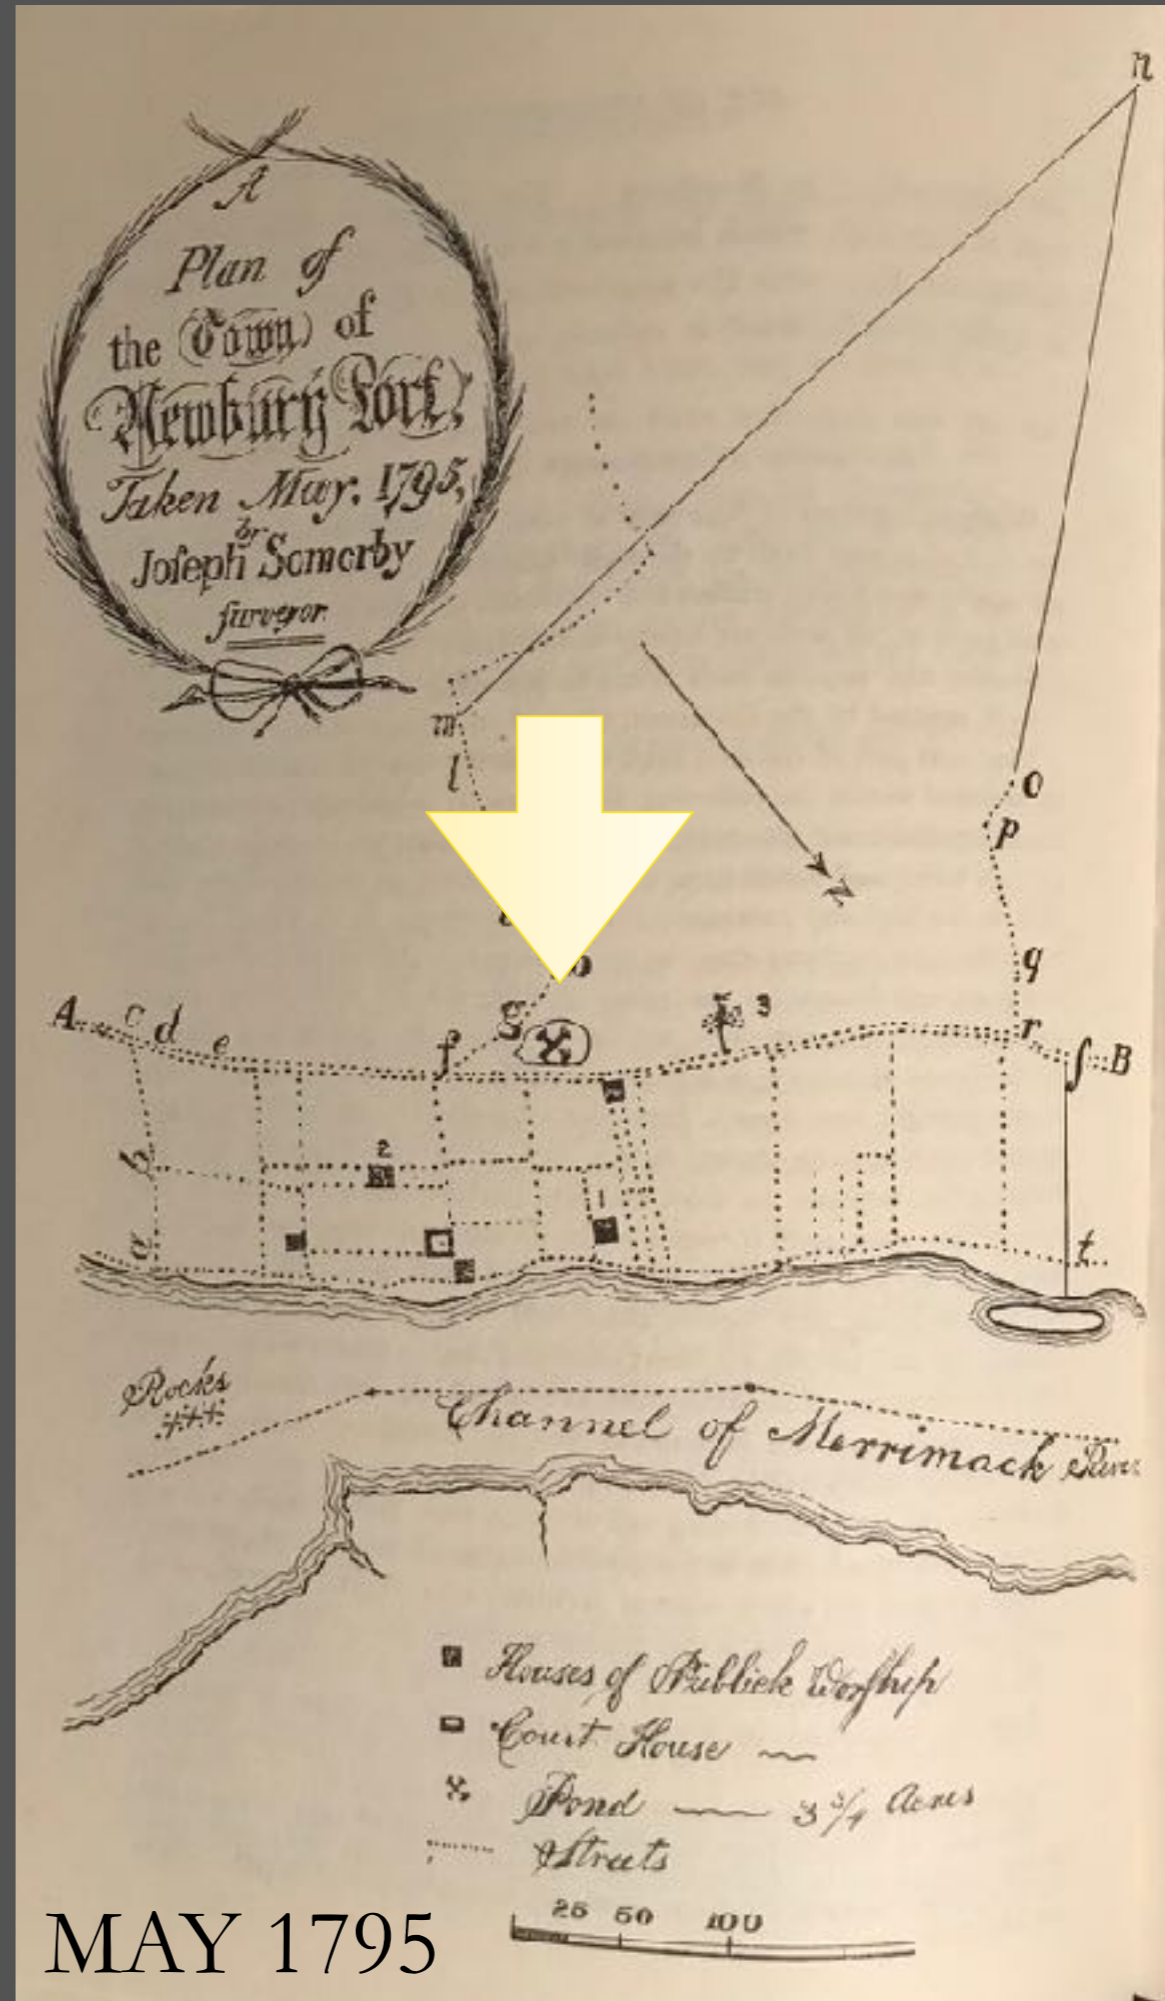 A
Plan of
the Town of
Newbury Port,
Taken May, 1795,
by
Joseph Somerby
surveyor.
n
m
l
N
o
p
q
r
s
B
A
c
d
e
f
g
3
b
2
1
a
t
Rocks
Channel of Merrimack River
Houses of Publick Worship
Court House
Pond 3 3/4 Acres
Streets
25 50 100
MAY 1795